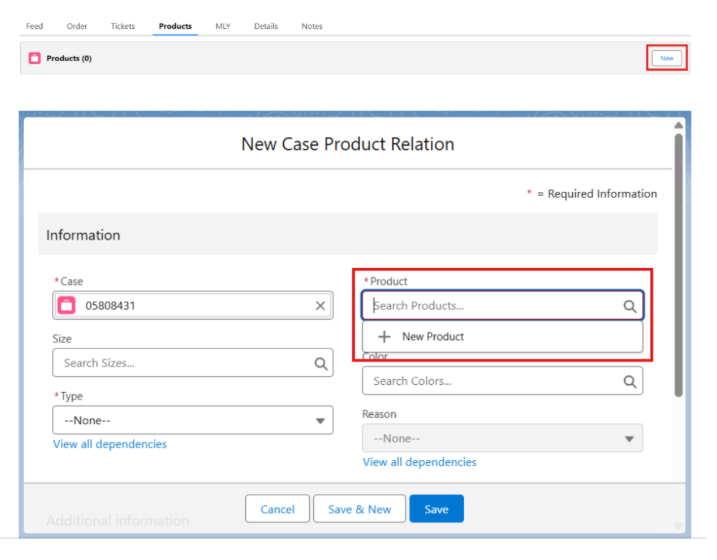 Feed Order Tickets Products MLY Details Notes
Products (0)
New
New Case Product Relation
* = Required Information
Information
*Case
05808431
*Product
Search Products...
New Product
Size
Search Sizes...
Color
Search Colors...
*Type
--None--
View all dependencies
Reason
--None--
View all dependencies
Additional information
Cancel
Save & New
Save